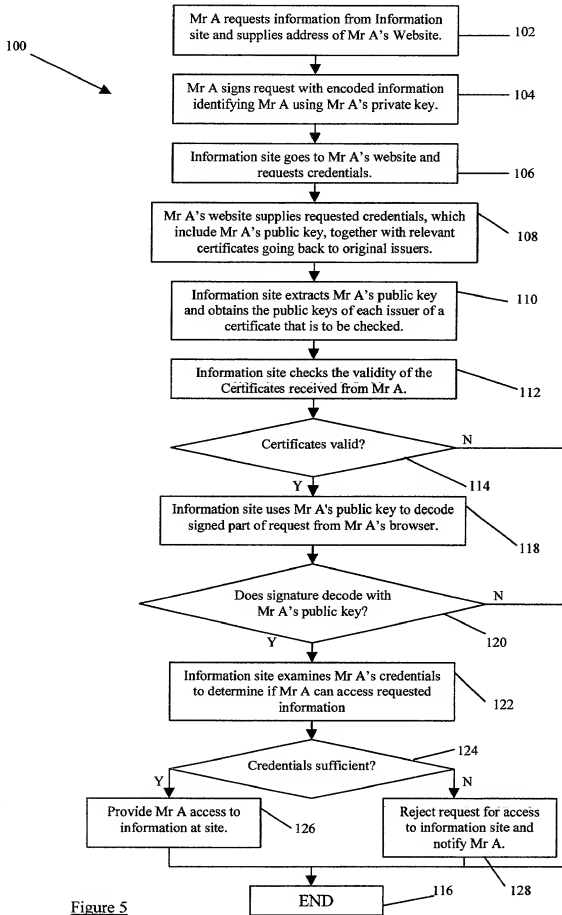 Mr A requests information from Information
site and supplies address of Mr A's Website.
102
100
Mr A signs request with encoded information
identifying Mr A using Mr A's private key.
104
Information site goes to Mr A's website and
requests credentials.
106
Mr A's website supplies requested credentials, which
include Mr A's public key, together with relevant
certificates going back to original issuers.
108
Information site extracts Mr A's public key
and obtains the public keys of each issuer of a
certificate that is to be checked.
110
Information site checks the validity of the
Certificates received from Mr A.
112
Certificates valid?
N
114
Y
Information site uses Mr A's public key to decode
signed part of request from Mr A's browser.
118
Does signature decode with
Mr A's public key?
N
120
Y
Information site examines Mr A's credentials
to determine if Mr A can access requested
information
122
124
Credentials sufficient?
Y
N
Provide Mr A access to
information at site.
126
Reject request for access
to information site and
notify Mr A.
128
END
116
Figure 5